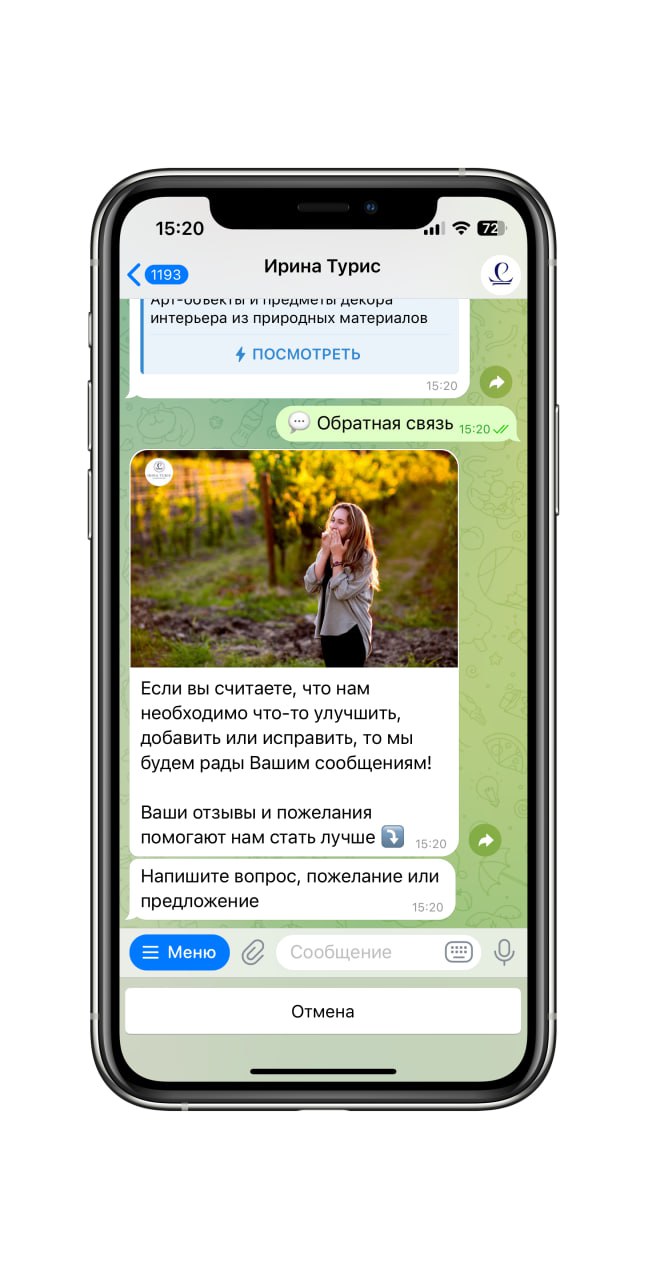 15:20
72
1193
Ирина Турис
Арт-объекты и предметы декора
интерьера из природных материалов
ПОСМОТРЕТЬ
15:20
Обратная связь 15:20
Если вы считаете, что нам
необходимо что-то улучшить,
добавить или исправить, то мы
будем рады Вашим сообщениям!
Ваши отзывы и пожелания
помогают нам стать лучше ⤵️ 15:20
Напишите вопрос, пожелание или
предложение 15:20
Меню
Сообщение
Отмена